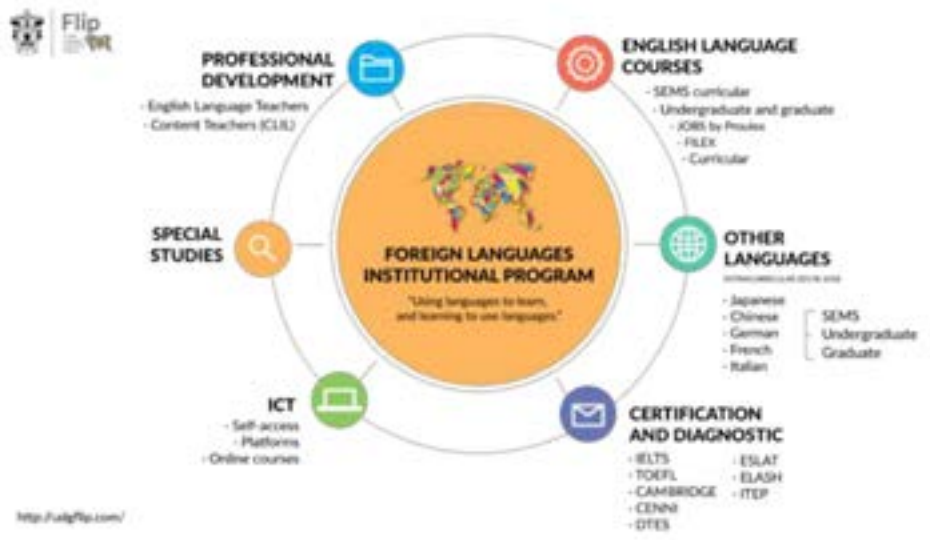 Flip
PROFESSIONAL
DEVELOPMENT
- English Language Teachers
- Content Teachers (CLIL)
ENGLISH LANGUAGE
COURSES
- SEMS curricular
- Undergraduate and graduate
- JOBS by Proulex
- FILEX
- Curricular
SPECIAL
STUDIES
FOREIGN LANGUAGES
INSTITUTIONAL PROGRAM
"Using languages to learn,
and learning to use languages"
OTHER
LANGUAGES
- Japanese
- Chinese
- German
- French
- Italian
SEMS
Undergraduate
Graduate
ICT
- Self-access
- Platforms
- Online courses
CERTIFICATION
AND DIAGNOSTIC
- IELTS
- TOEFL
- CAMBRIDGE
- CENNI
- DTES
- ESLAT
- ELASH
- ITEP
http://udgflip.com/